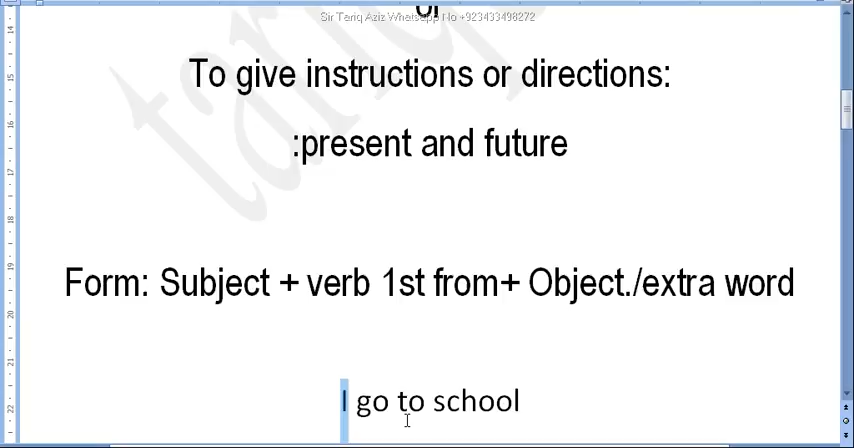 or
Sir Tariq Aziz Whatsapp No +923433498272
To give instructions or directions:
:present and future
Form: Subject + verb 1st from+ Object./extra word
I go to school